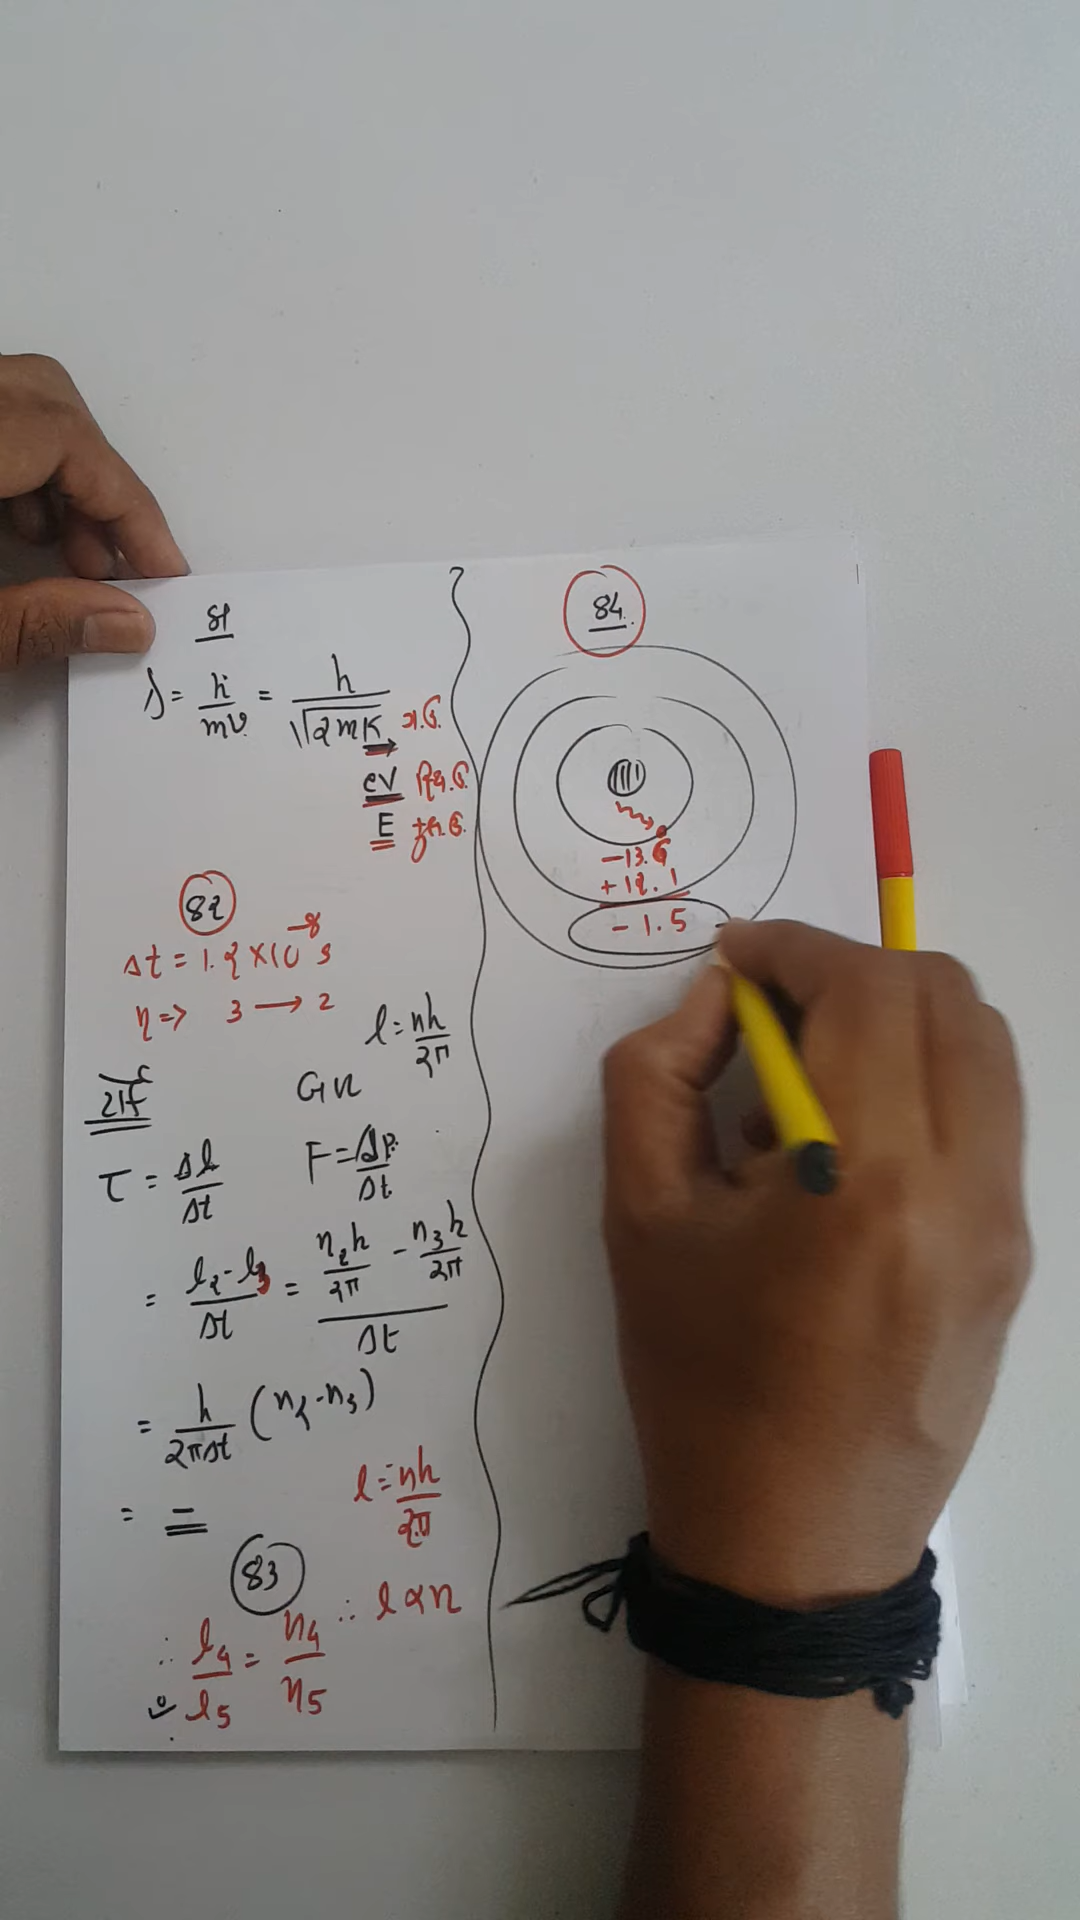 81
λ = h/mv = h/√2mK
eV
E
82
Δt = 1.2 × 10⁻⁸ s
n => 3 → 2
l = nh/2π
τ = Δl/Δt
F = Δp/Δt
= (l₂ - l₃)/Δt = (n₂h/2π - n₃h/2π)/Δt
= h/2πΔt (n₂ - n₃)
= =
l = nh/2π
83
∴ l α n
∴ l₄/l₅ = n₄/n₅
84.
-13.6
+12.1
-1.5